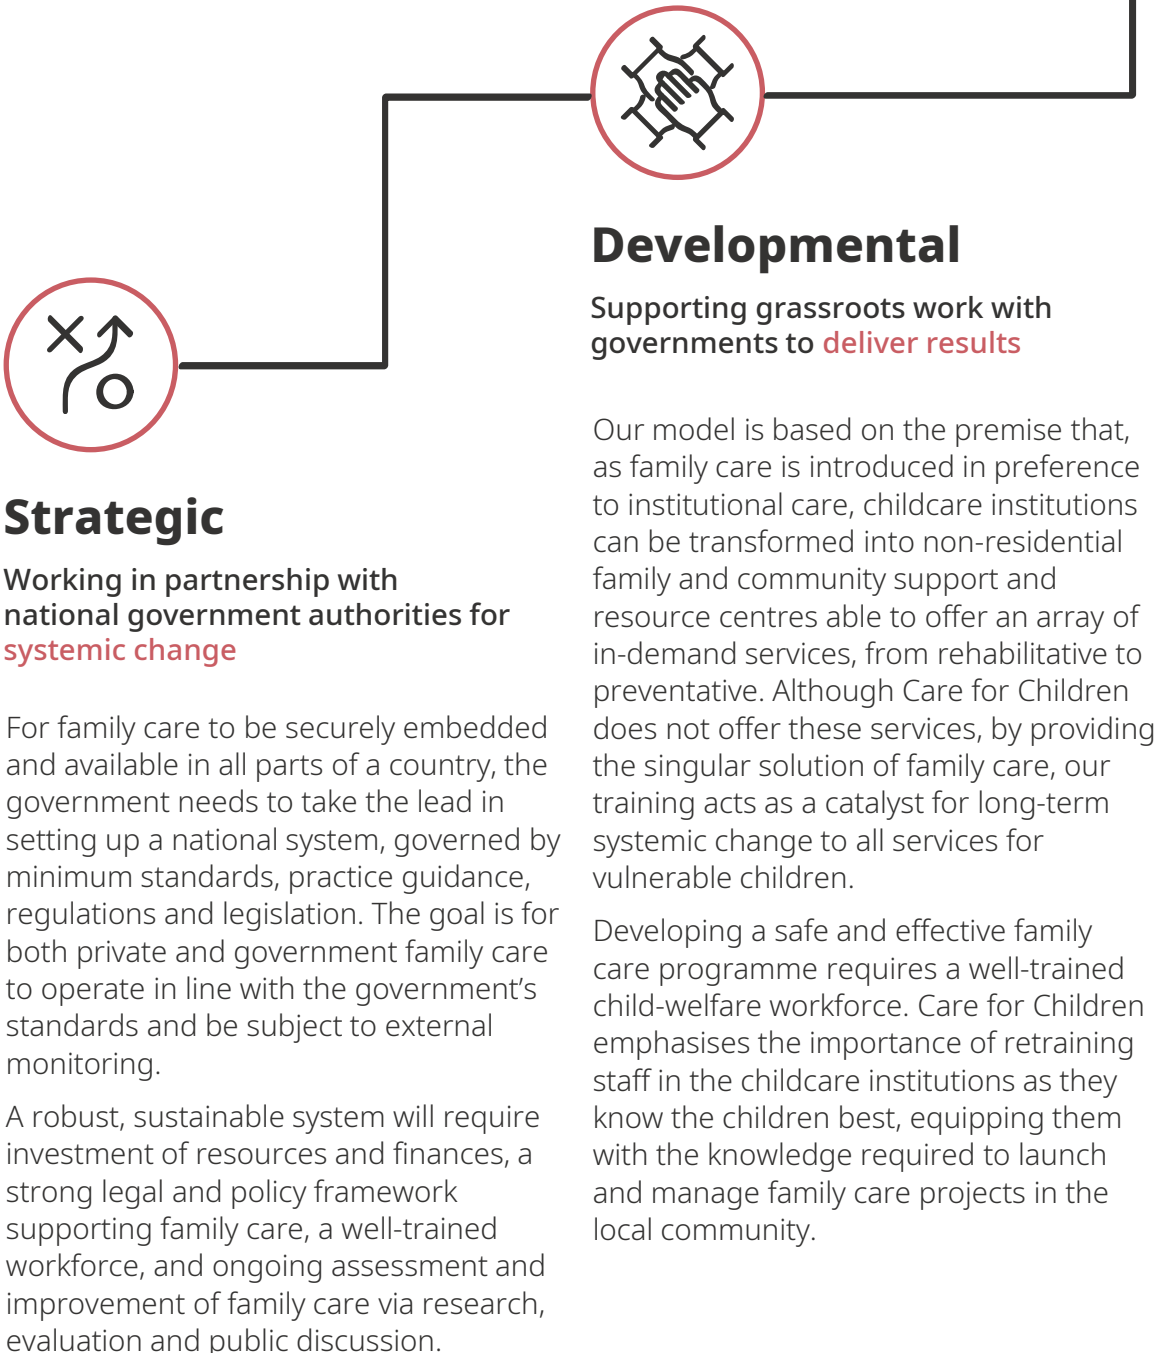 Strategic
Working in partnership with
national government authorities for
systemic change
For family care to be securely embedded
and available in all parts of a country, the
government needs to take the lead in
setting up a national system, governed by
minimum standards, practice guidance,
regulations and legislation. The goal is for
both private and government family care
to operate in line with the government’s
standards and be subject to external
monitoring.
A robust, sustainable system will require
investment of resources and finances, a
strong legal and policy framework
supporting family care, a well-trained
workforce, and ongoing assessment and
improvement of family care via research,
evaluation and public discussion.
Developmental
Supporting grassroots work with
governments to deliver results
Our model is based on the premise that,
as family care is introduced in preference
to institutional care, childcare institutions
can be transformed into non-residential
family and community support and
resource centres able to offer an array of
in-demand services, from rehabilitative to
preventative. Although Care for Children
does not offer these services, by providing
the singular solution of family care, our
training acts as a catalyst for long-term
systemic change to all services for
vulnerable children.
Developing a safe and effective family
care programme requires a well-trained
child-welfare workforce. Care for Children
emphasises the importance of retraining
staff in the childcare institutions as they
know the children best, equipping them
with the knowledge required to launch
and manage family care projects in the
local community.